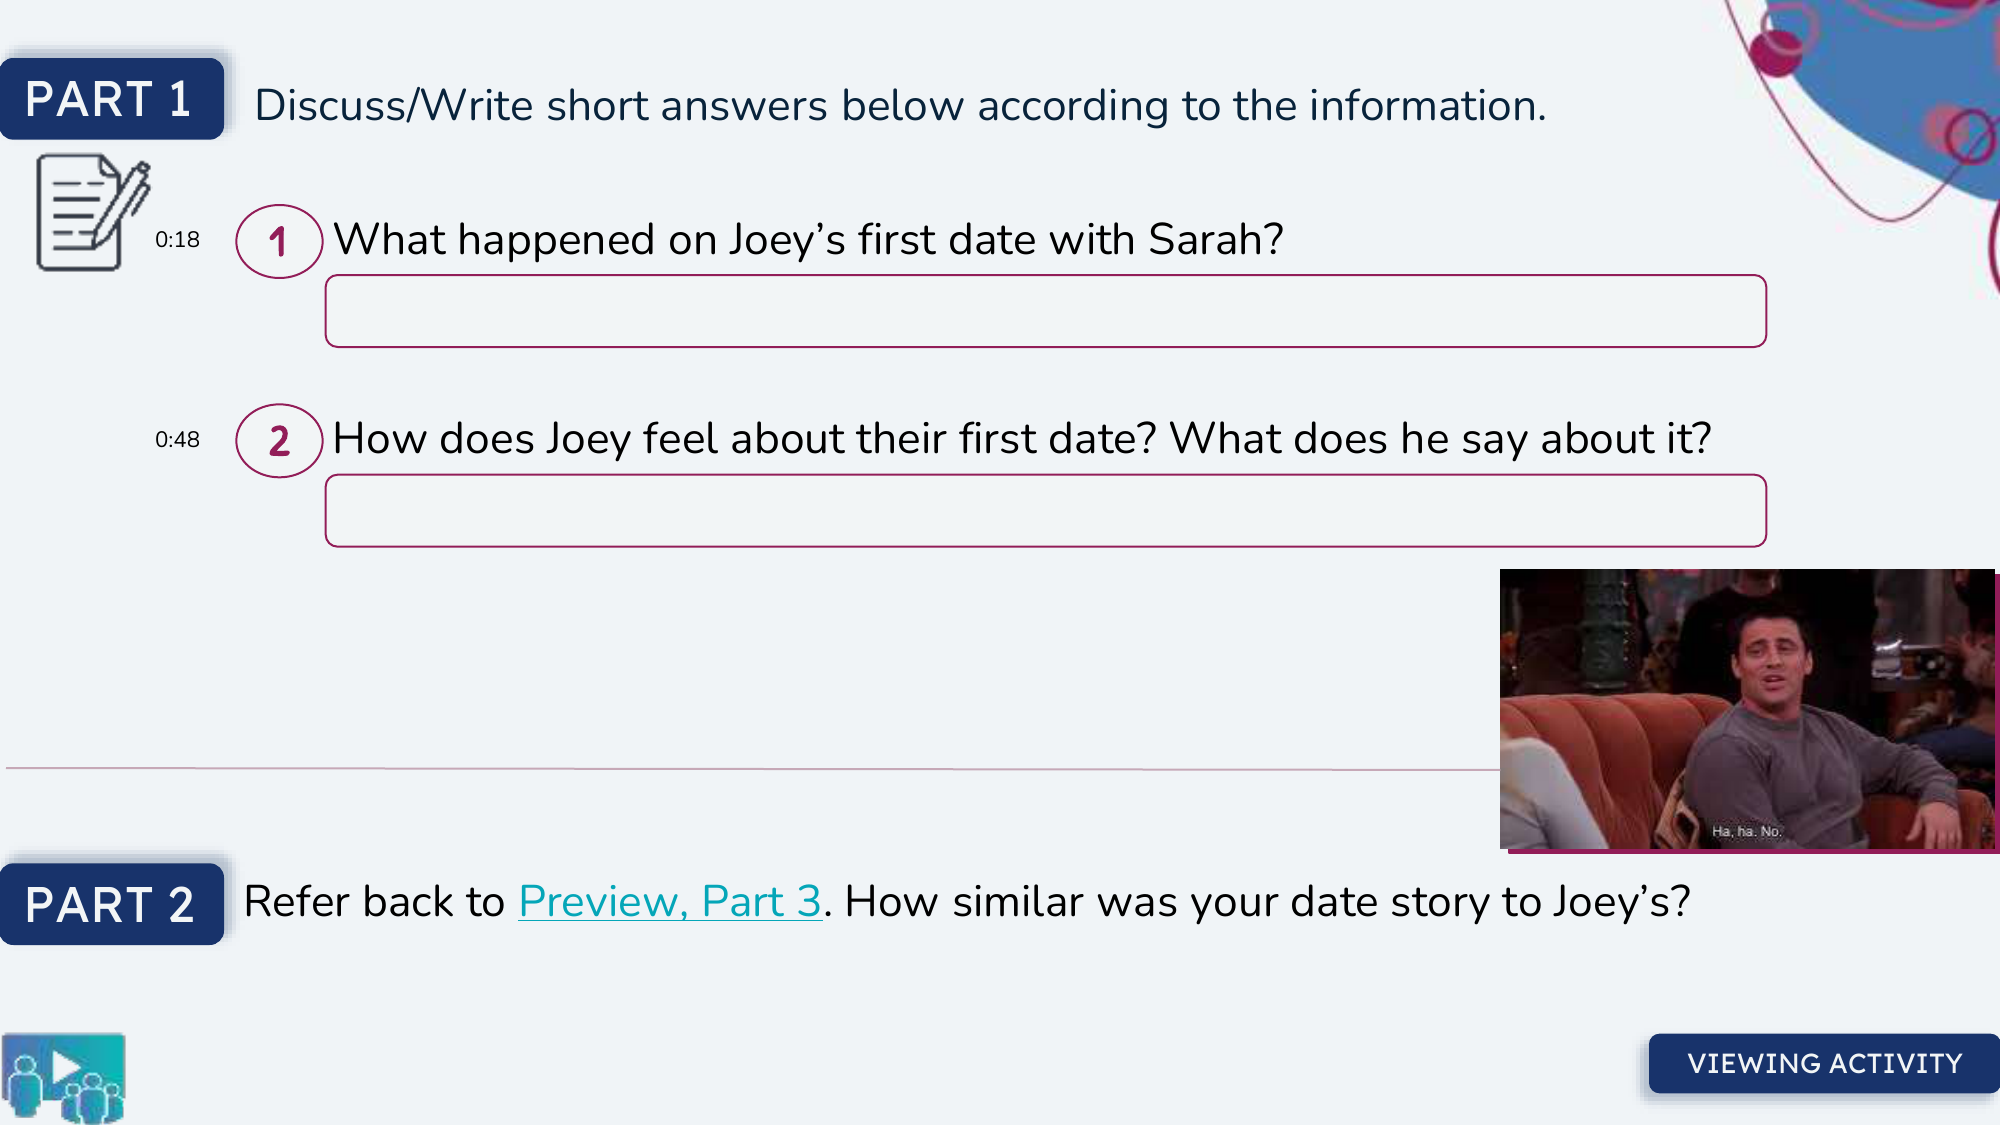 PART 1
Discuss/Write short answers below according to the information.
0:18
1
What happened on Joey’s first date with Sarah?
0:48
2
How does Joey feel about their first date? What does he say about it?
Ha, ha. No.
PART 2
Refer back to Preview, Part 3. How similar was your date story to Joey’s?
VIEWING ACTIVITY